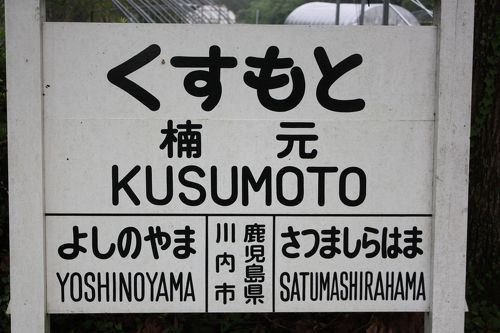 くすもと
楠元
KUSUMOTO
よしのやま
YOSHINOYAMA
鹿児島県
川内市
さつましらはま
SATUMASHIRAHAMA